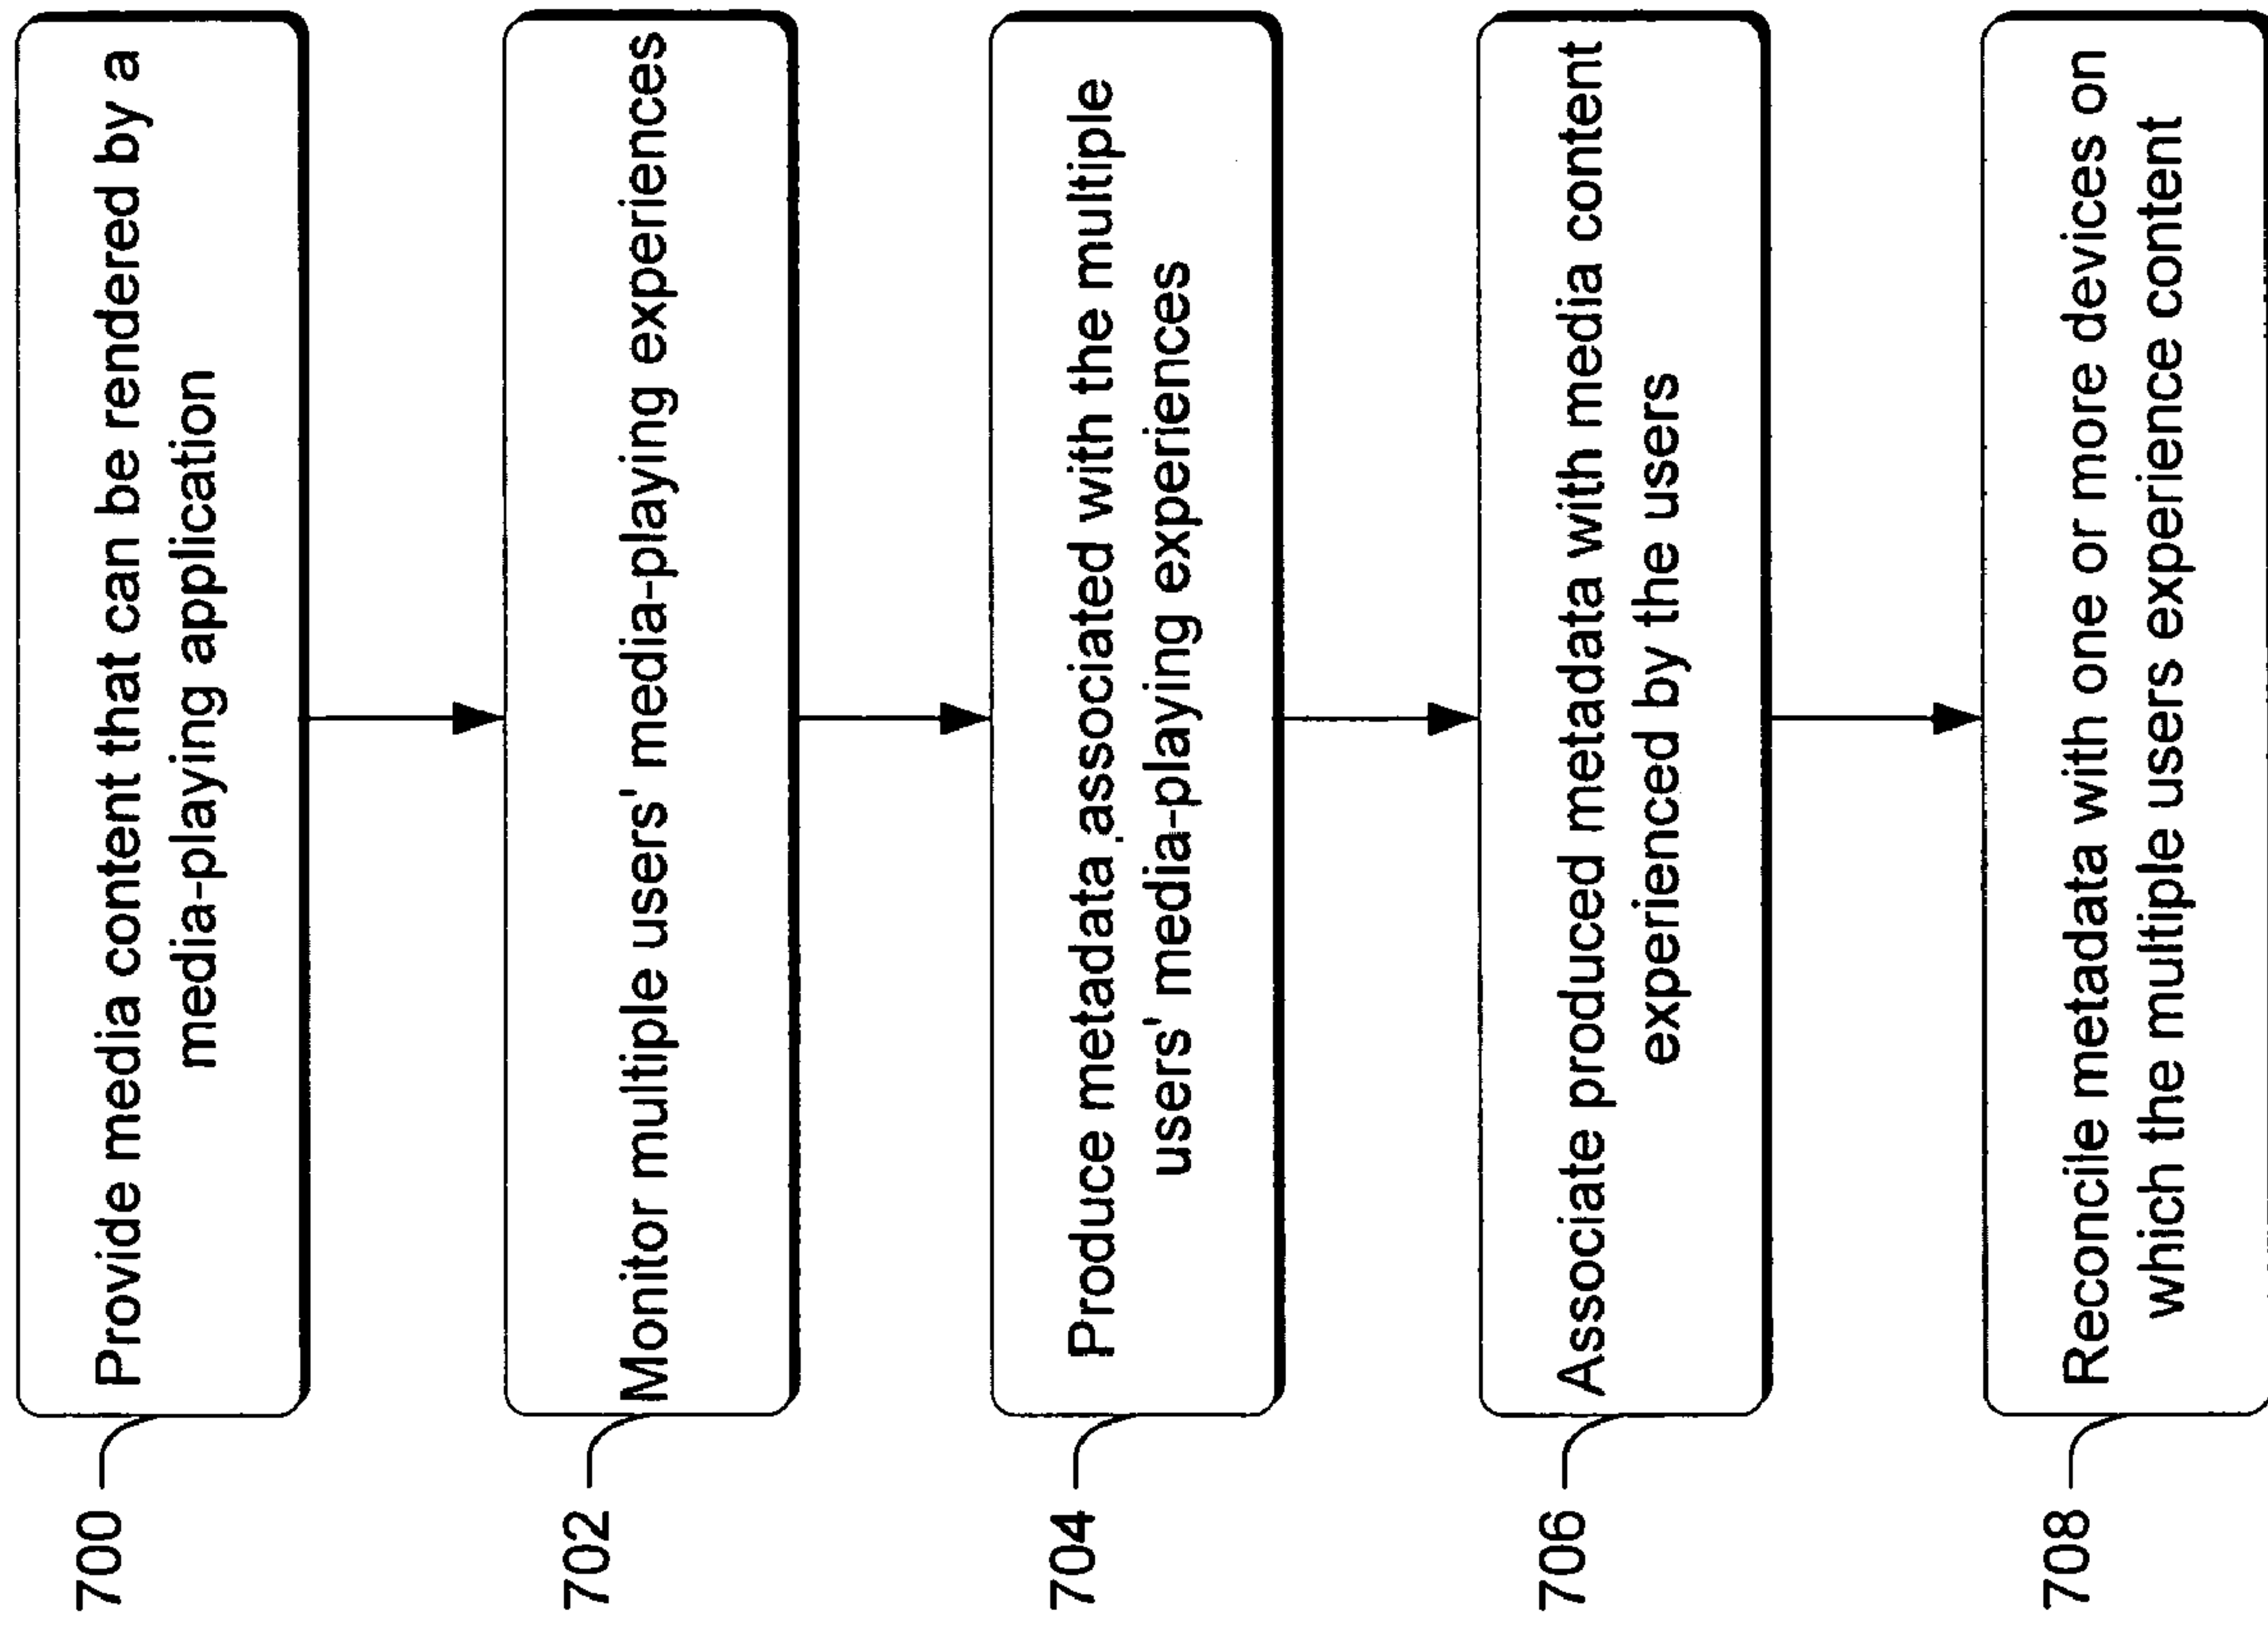 700
Provide media content that can be rendered by a
media-playing application
702
Monitor multiple users' media-playing experiences
704
Produce metadata associated with the multiple
users' media-playing experiences
706
Associate produced metadata with media content
experienced by the users
708
Reconcile metadata with one or more devices on
which the multiple users experience content